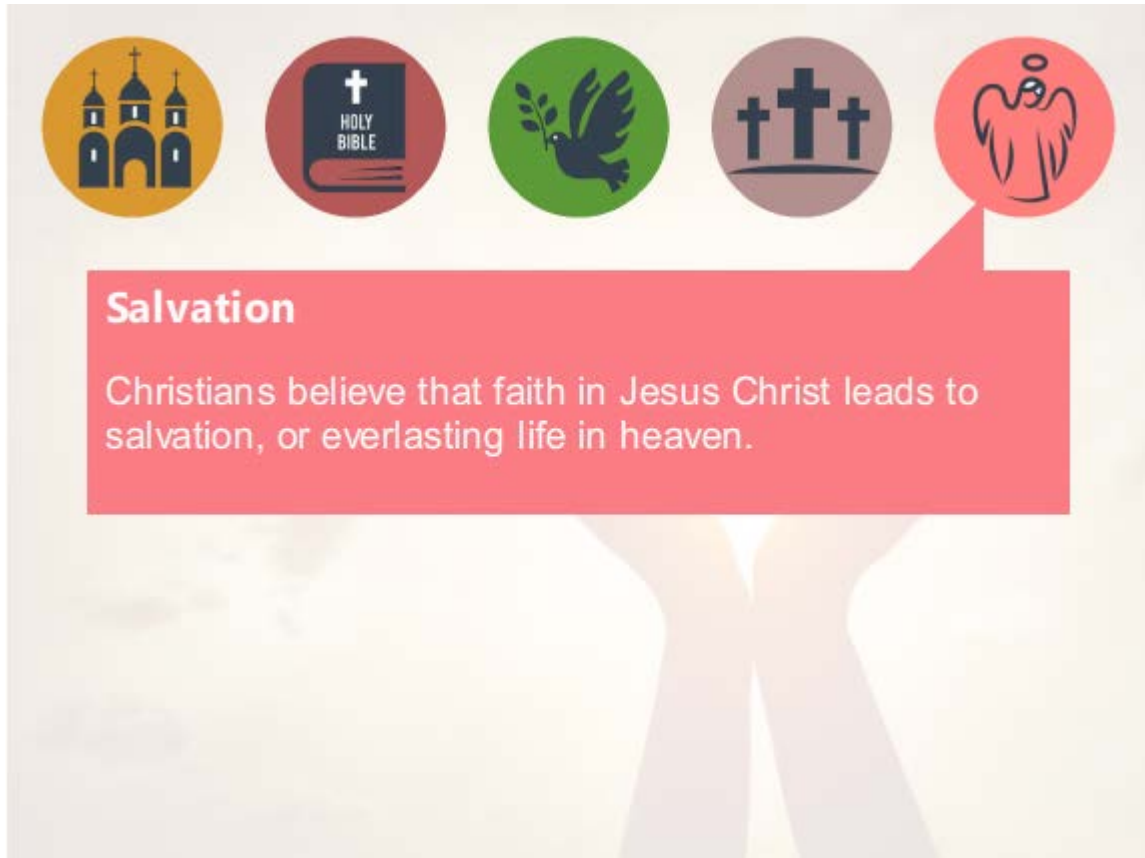 HOLY
BIBLE
Salvation
Christians believe that faith in Jesus Christ leads to
salvation, or everlasting life in heaven.